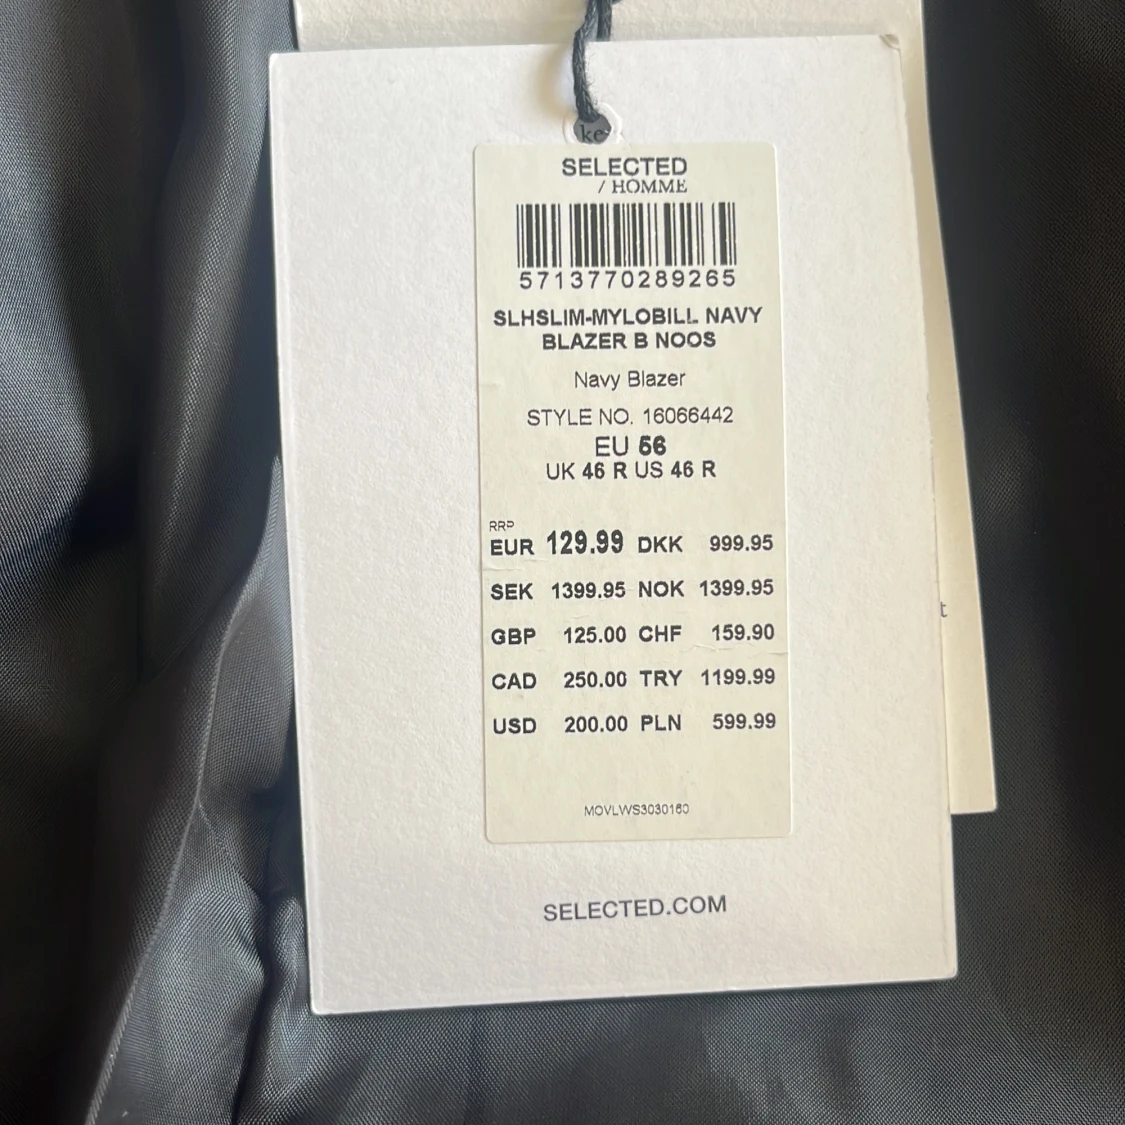 ke
SELECTED
/ HOMME
5713770289265
SLHSLIM-MYLOBILL NAVY
BLAZER B NOOS
Navy Blazer
STYLE NO. 16066442
EU 56
UK 46 R US 46 R
RRP
EUR 129.99 DKK 999.95
SEK 1399.95 NOK 1399.95
GBP 125.00 CHF 159.90
CAD 250.00 TRY 1199.99
USD 200.00 PLN 599.99
MOVLWS3030160
SELECTED.COM
t